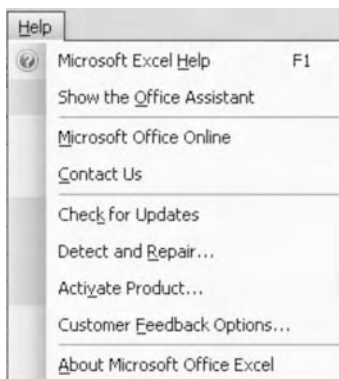 Help
Microsoft Excel Help F1
Show the Office Assistant
Microsoft Office Online
Contact Us
Check for Updates
Detect and Repair...
Activate Product...
Customer Feedback Options...
About Microsoft Office Excel